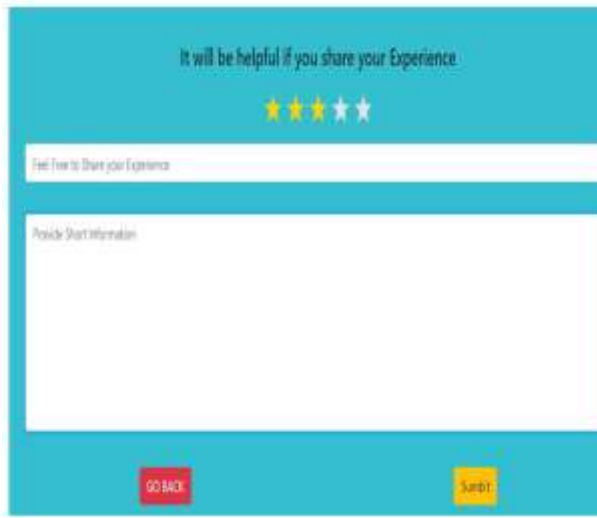 It will be helpful if you share your Experience
Feel Free to Share your Experience
Provide Short Information
GO BACK
Sumbit